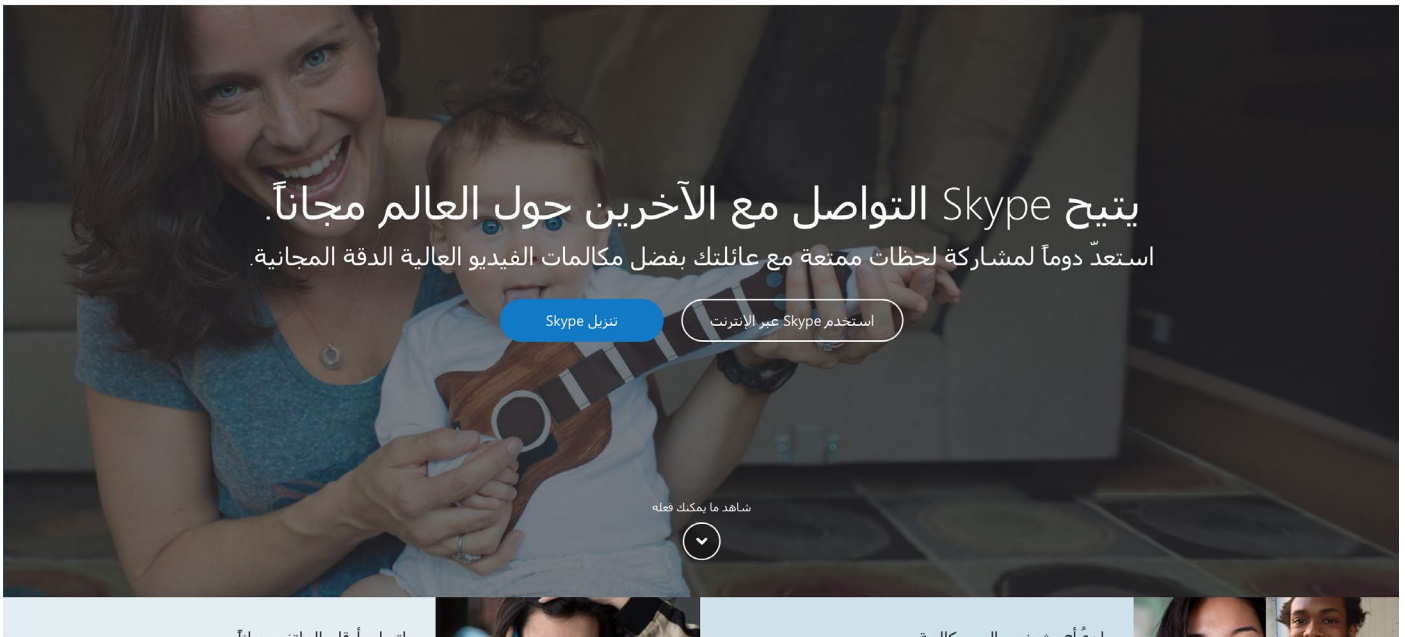 يتيح Skype التواصل مع الآخرين حول العالم مجاناً.
استعدّ دوماً لمشاركة لحظات ممتعة مع عائلتك بفضل مكالمات الفيديو العالية الدقة المجانية.
استخدم Skype عبر الإنترنت
تنزيل Skype
شاهد ما يمكنك فعله